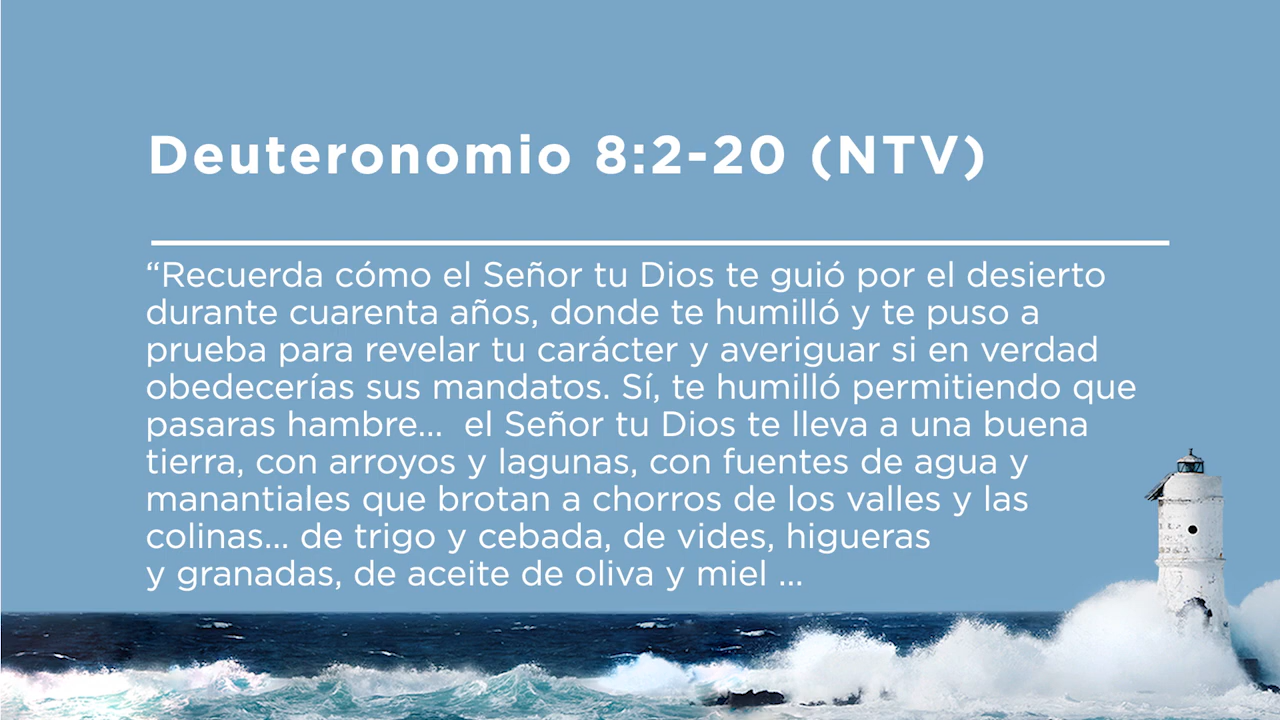 Deuteronomio 8:2-20 (NTV)
“Recuerda cómo el Señor tu Dios te guió por el desierto
durante cuarenta años, donde te humilló y te puso a
prueba para revelar tu carácter y averiguar si en verdad
obedecerías sus mandatos. Sí, te humilló permitiendo que
pasaras hambre...  el Señor tu Dios te lleva a una buena
tierra, con arroyos y lagunas, con fuentes de agua y
manantiales que brotan a chorros de los valles y las
colinas... de trigo y cebada, de vides, higueras
y granadas, de aceite de oliva y miel ...